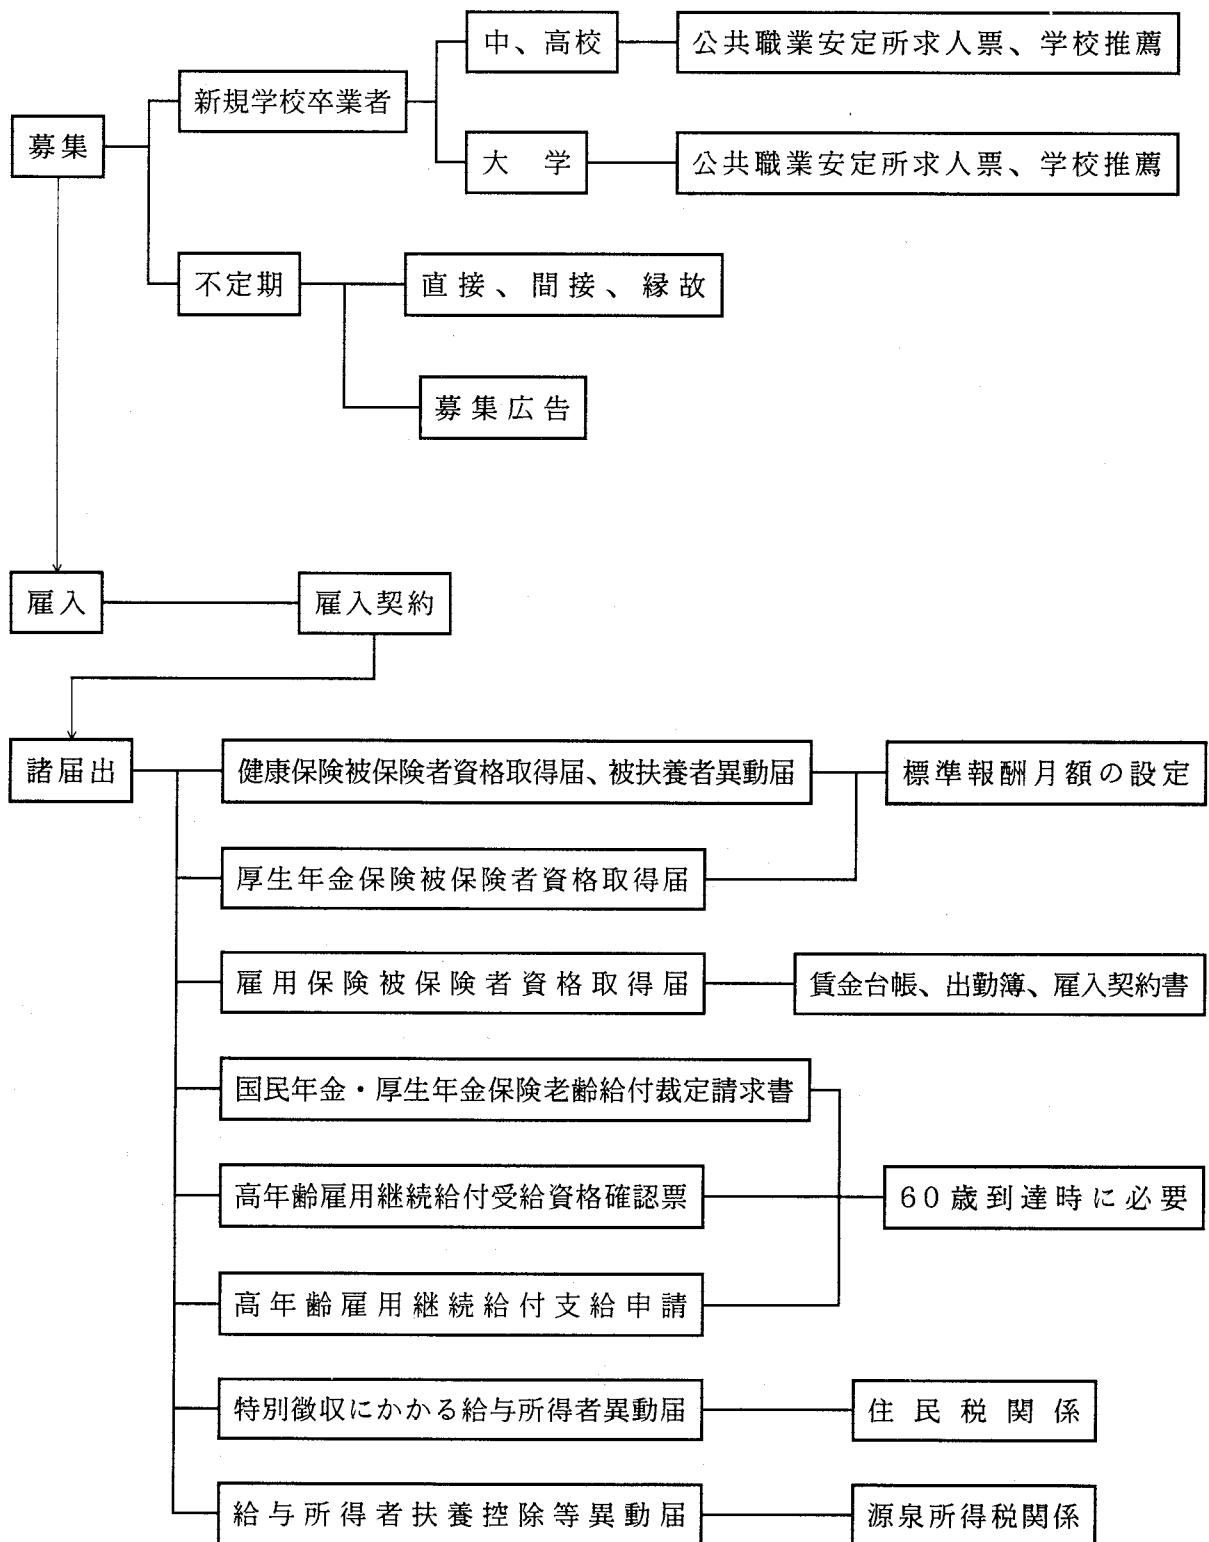 中、高校
公共職業安定所求人票、学校推薦
新規学校卒業者
募集
大学
公共職業安定所求人票、学校推薦
不定期
直接、間接、縁故
募集広告
雇入
雇入契約
諸届出
健康保険被保険者資格取得届、被扶養者異動届
標準報酬月額の設定
厚生年金保険被保険者資格取得届
雇用保険被保険者資格取得届
賃金台帳、出勤簿、雇入契約書
国民年金・厚生年金保険老齢給付裁定請求書
高年齢雇用継続給付受給資格確認票
60歳到達時に必要
高年齢雇用継続給付支給申請
特別徴収にかかる給与所得者異動届
住民税関係
給与所得者扶養控除等異動届
源泉所得税関係